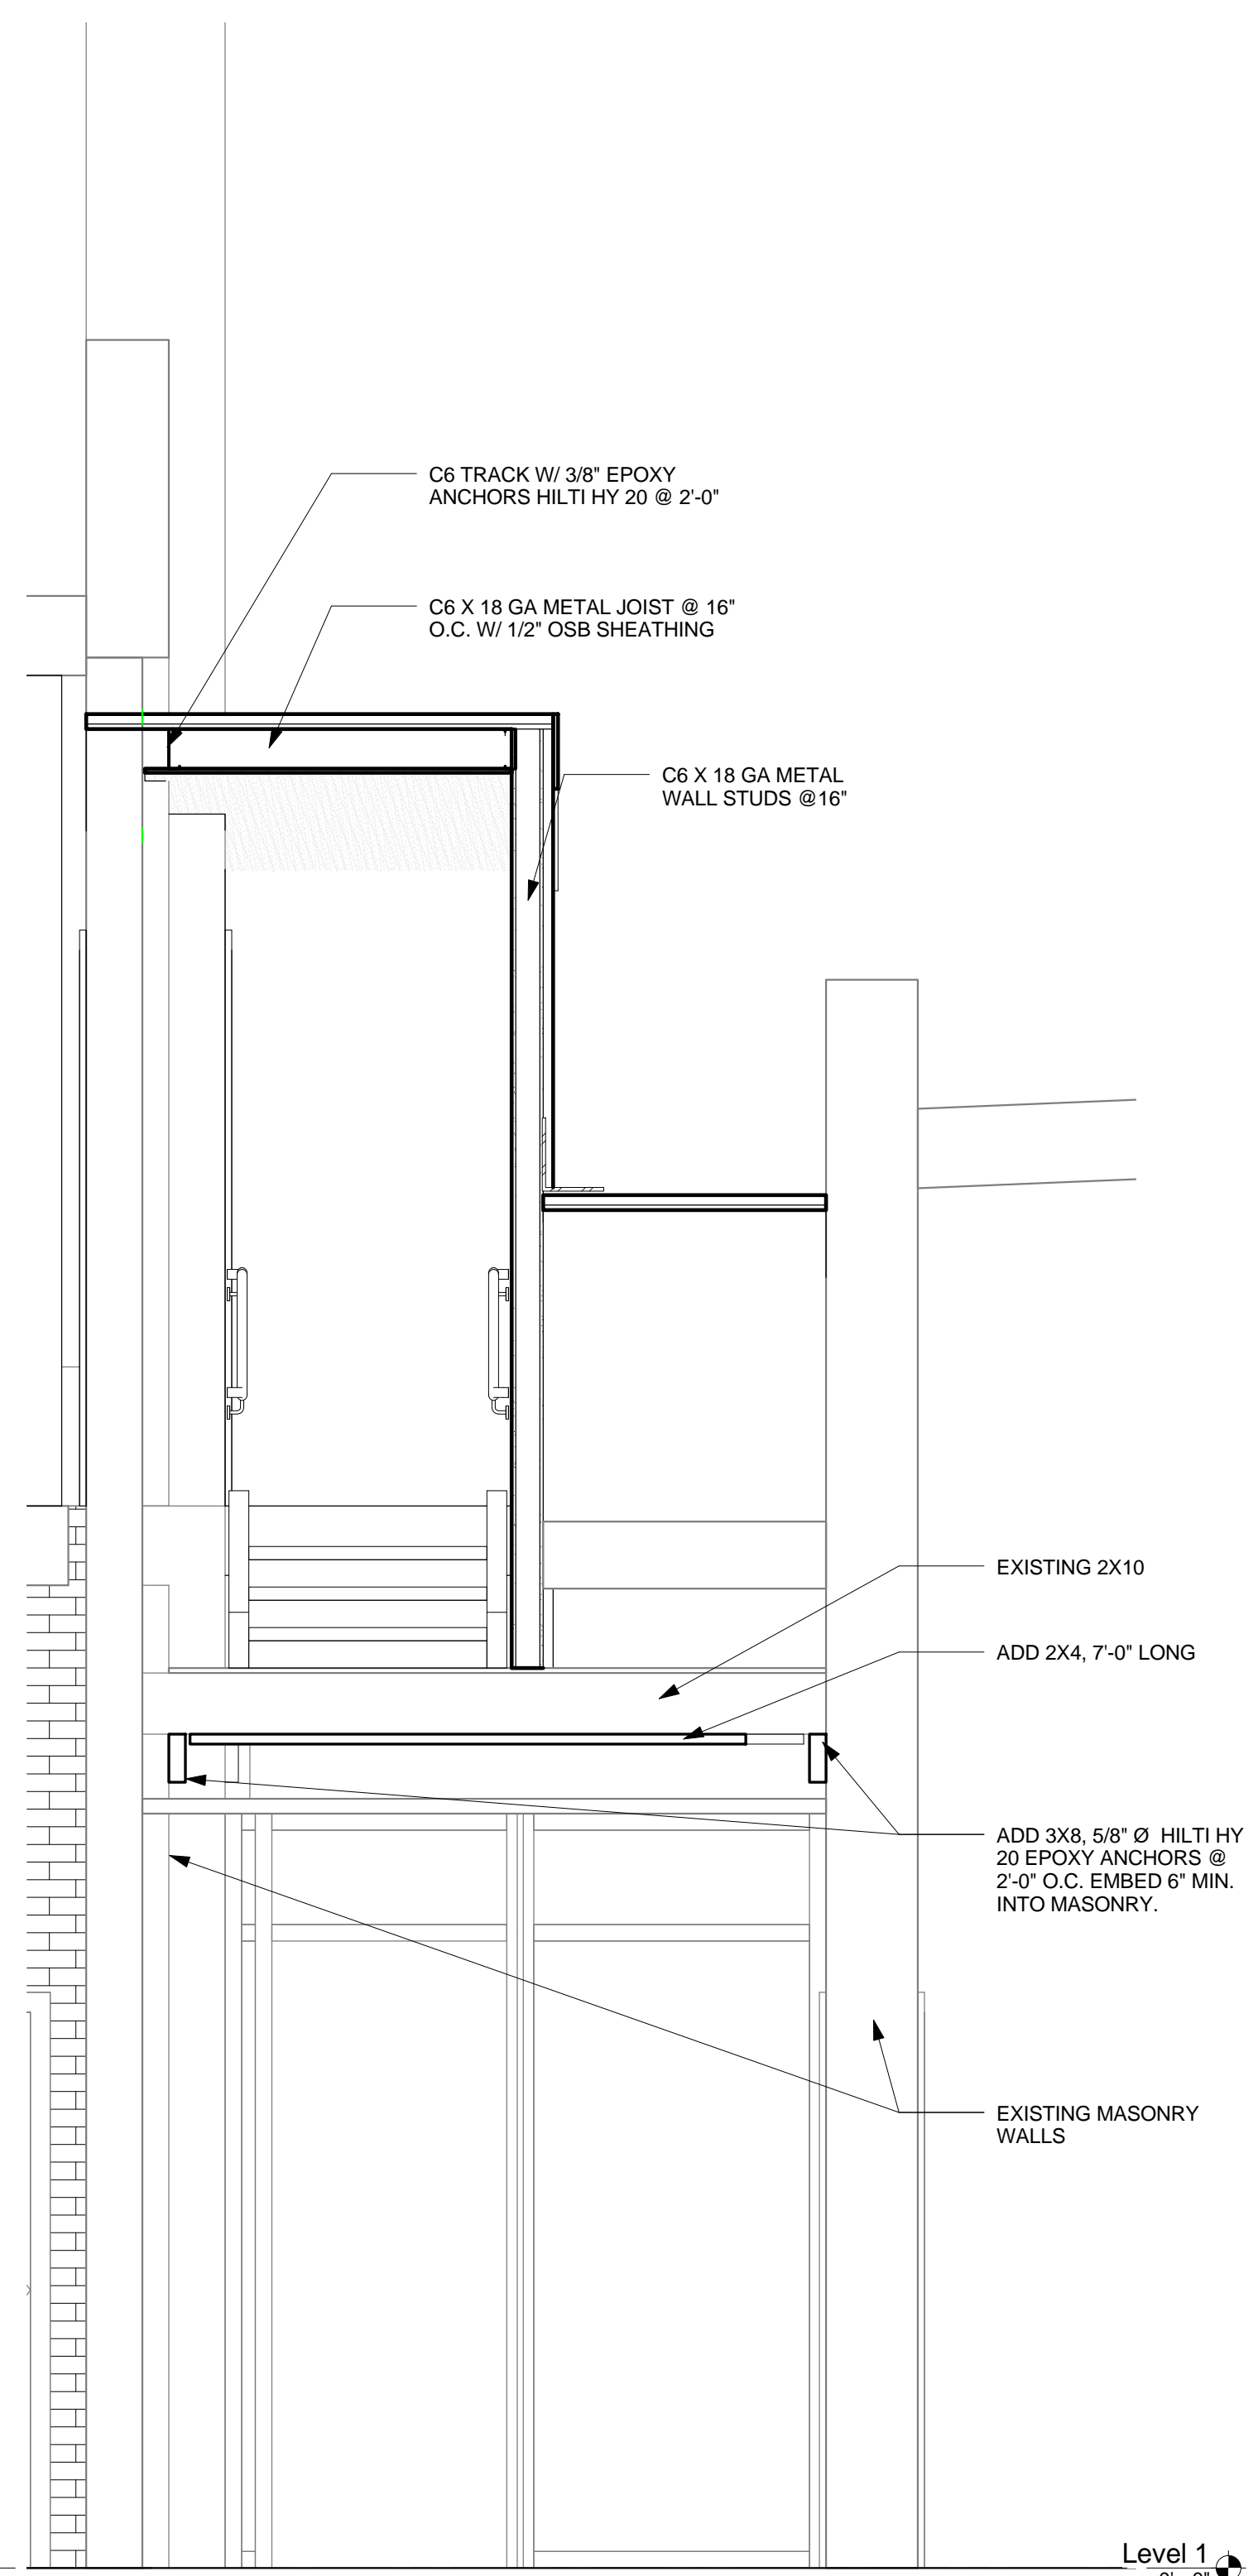 C6 TRACK W/ 3/8" EPOXY
ANCHORS HILTI HY 20 @ 2'-0"
C6 X 18 GA METAL JOIST @ 16"
O.C. W/ 1/2" OSB SHEATHING
C6 X 18 GA METAL
WALL STUDS @16"
EXISTING 2X10
ADD 2X4, 7'-0" LONG
ADD 3X8, 5/8" Ø HILTI HY
20 EPOXY ANCHORS @
2'-0" O.C. EMBED 6" MIN.
INTO MASONRY.
EXISTING MASONRY
WALLS
Level 1